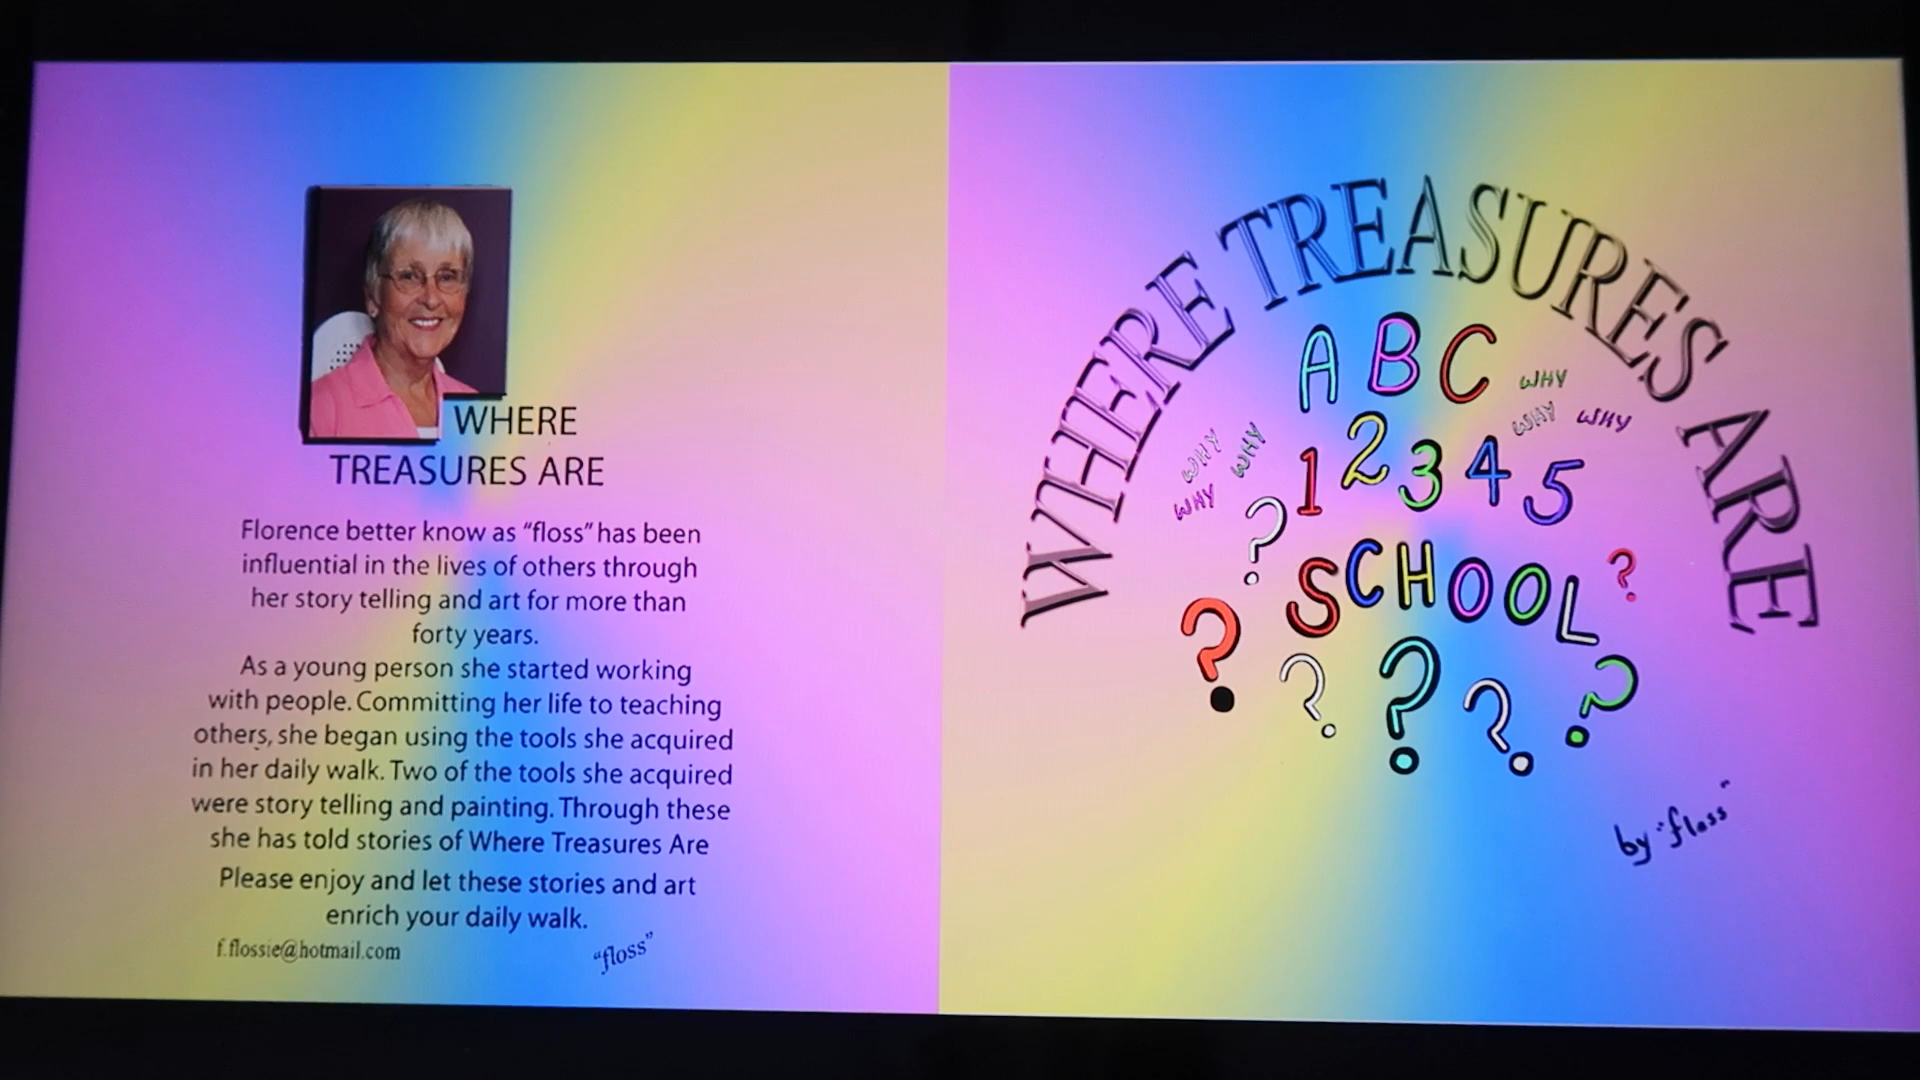 WHERE
TREASURES ARE
Florence better know as “floss” has been
influential in the lives of others through
her story telling and art for more than
forty years.
As a young person she started working
with people. Committing her life to teaching
others, she began using the tools she acquired
in her daily walk. Two of the tools she acquired
were story telling and painting. Through these
she has told stories of Where Treasures Are
Please enjoy and let these stories and art
enrich your daily walk.
f.flossie@hotmail.com
“floss”
WHERE TREASURES ARE
A B C
WHY
WHY WHY
WHY WHY
WHY
1 2 3 4 5
?
SCHOOL ?
? ? ? ? ?
by "floss"